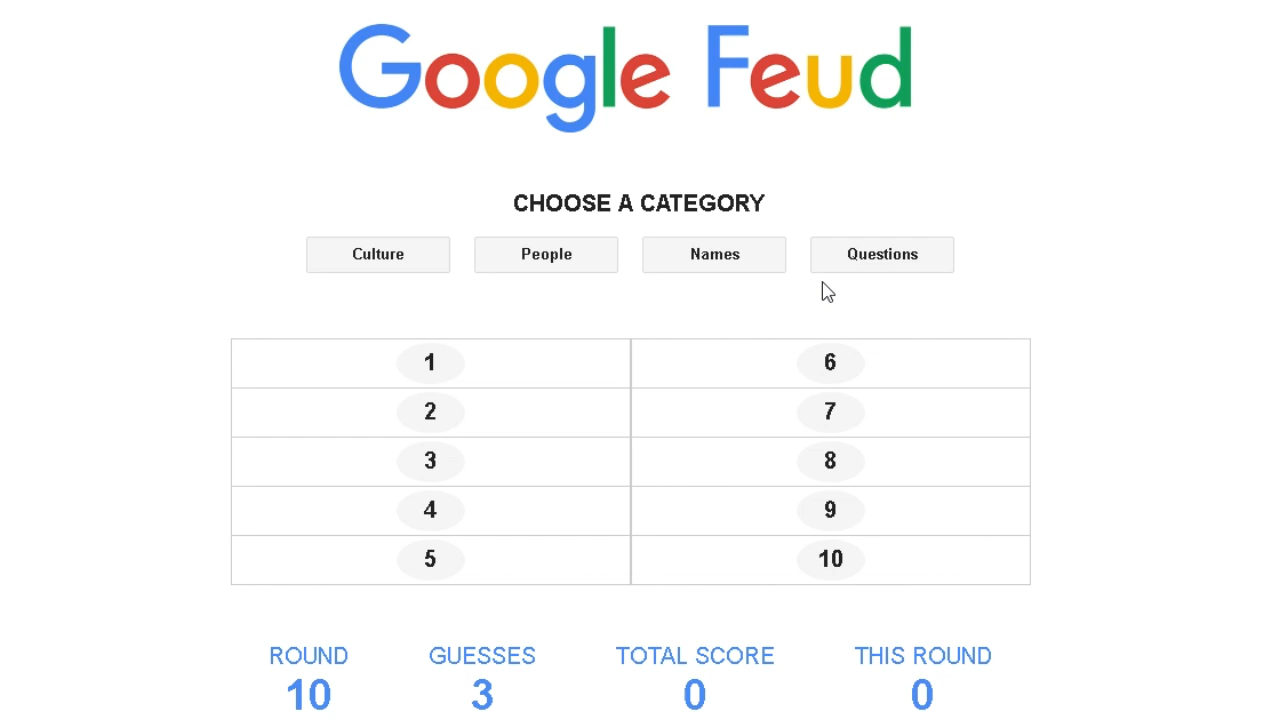 Google Feud
CHOOSE A CATEGORY
Culture People Names Questions
1 6
2 7
3 8
4 9
5 10
ROUND GUESSES TOTAL SCORE THIS ROUND
10 3 0 0